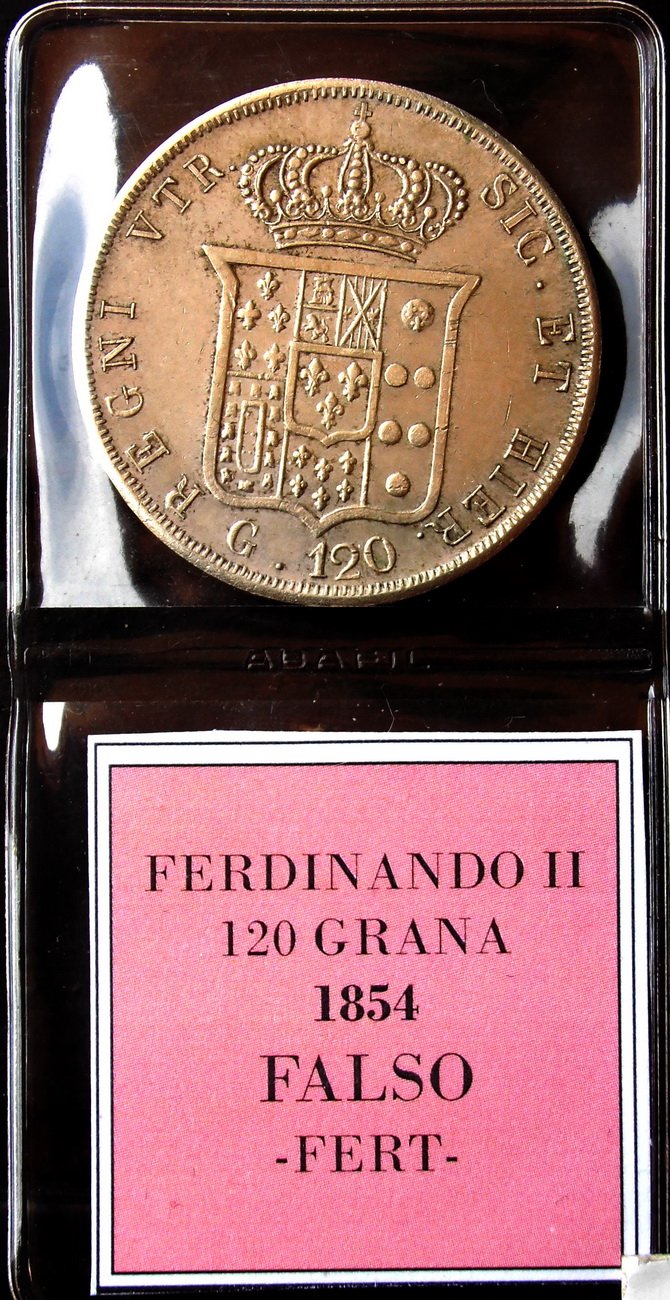 REGNI VTR. SIC. ET HIER.
G. 120
ABAFIL
FERDINANDO II
120 GRANA
1854
FALSO
-FERT-